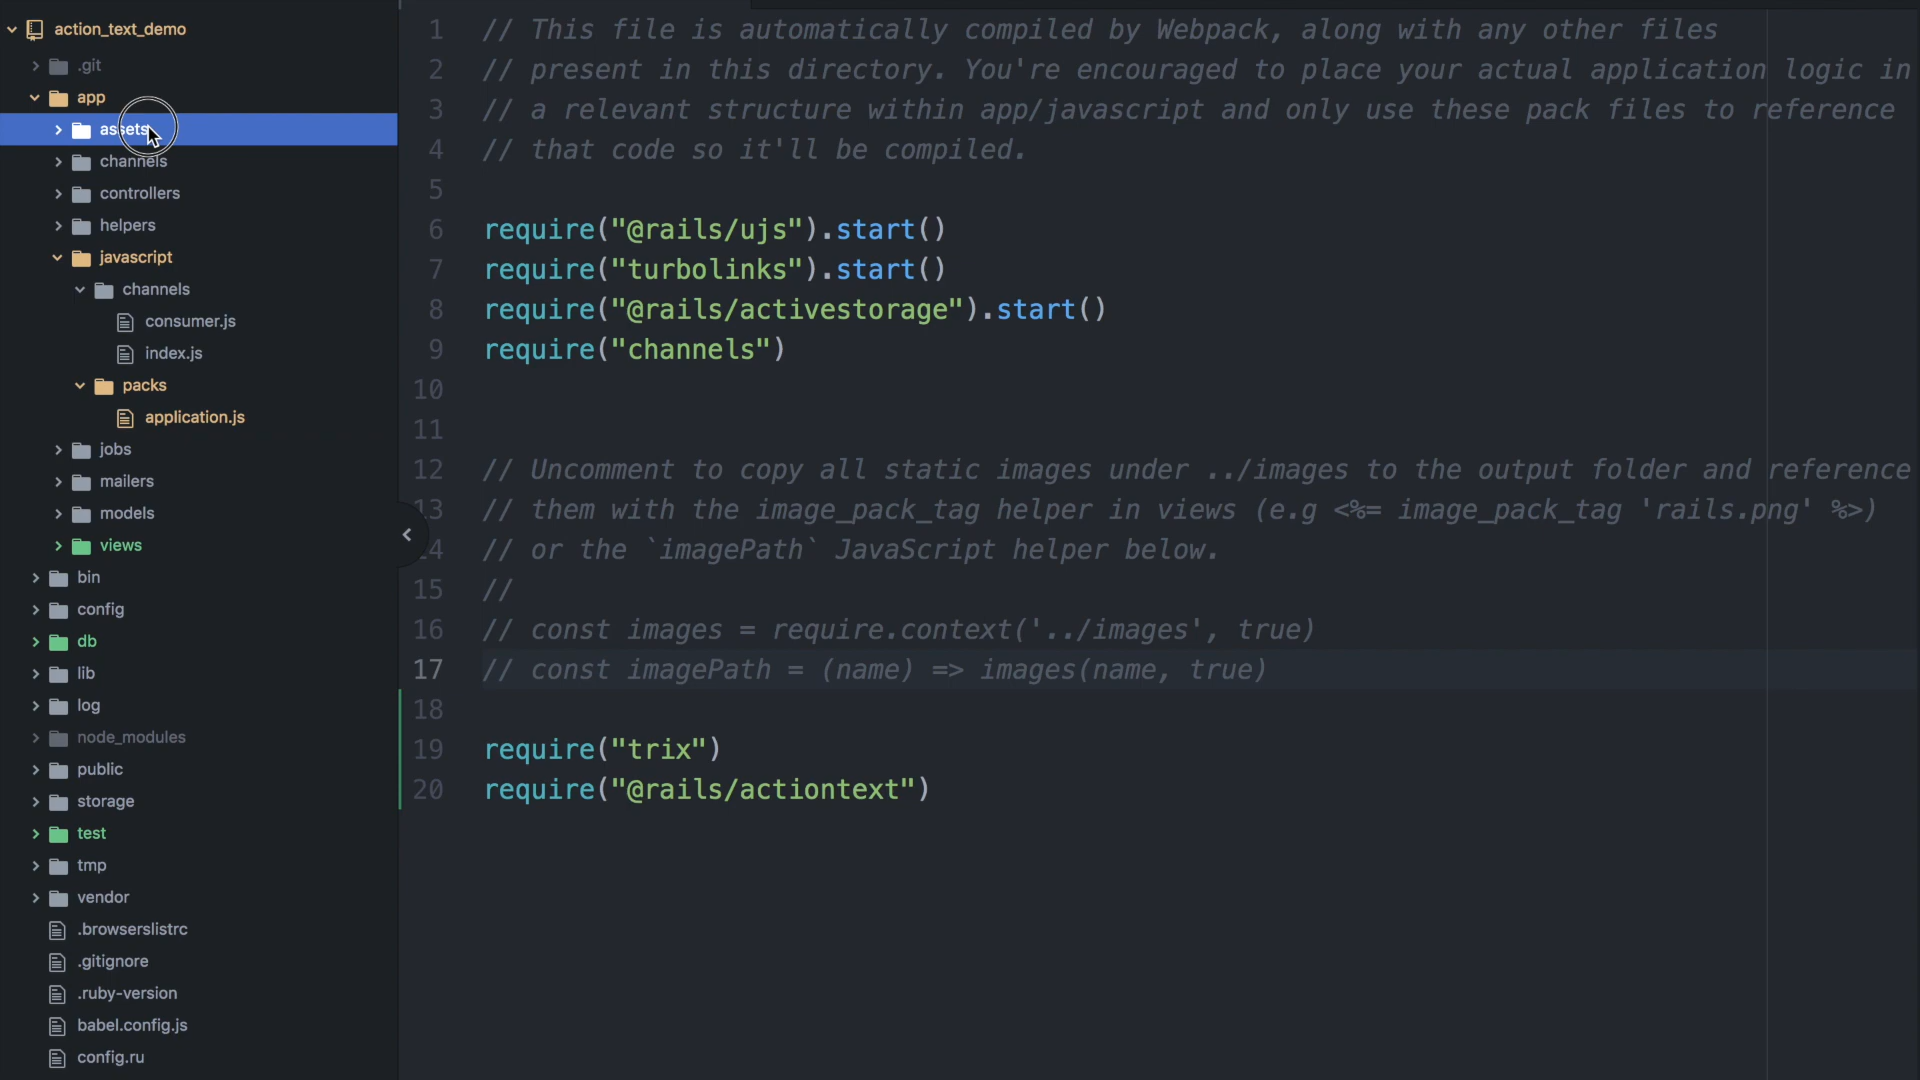 action_text_demo
.git
app
assets
channels
controllers
helpers
javascript
channels
consumer.js
index.js
packs
application.js
jobs
mailers
models
views
bin
config
db
lib
log
node_modules
public
storage
test
tmp
vendor
.browserslistrc
.gitignore
.ruby-version
babel.config.js
config.ru
1 // This file is automatically compiled by Webpack, along with any other files
2 // present in this directory. You're encouraged to place your actual application logic in
3 // a relevant structure within app/javascript and only use these pack files to reference
4 // that code so it'll be compiled.
5
6 require("@rails/ujs").start()
7 require("turbolinks").start()
8 require("@rails/activestorage").start()
9 require("channels")
10
11
12 // Uncomment to copy all static images under ../images to the output folder and reference
13 // them with the image_pack_tag helper in views (e.g <%= image_pack_tag 'rails.png' %>)
14 // or the `imagePath` JavaScript helper below.
15 //
16 // const images = require.context('../images', true)
17 // const imagePath = (name) => images(name, true)
18
19 require("trix")
20 require("@rails/actiontext")